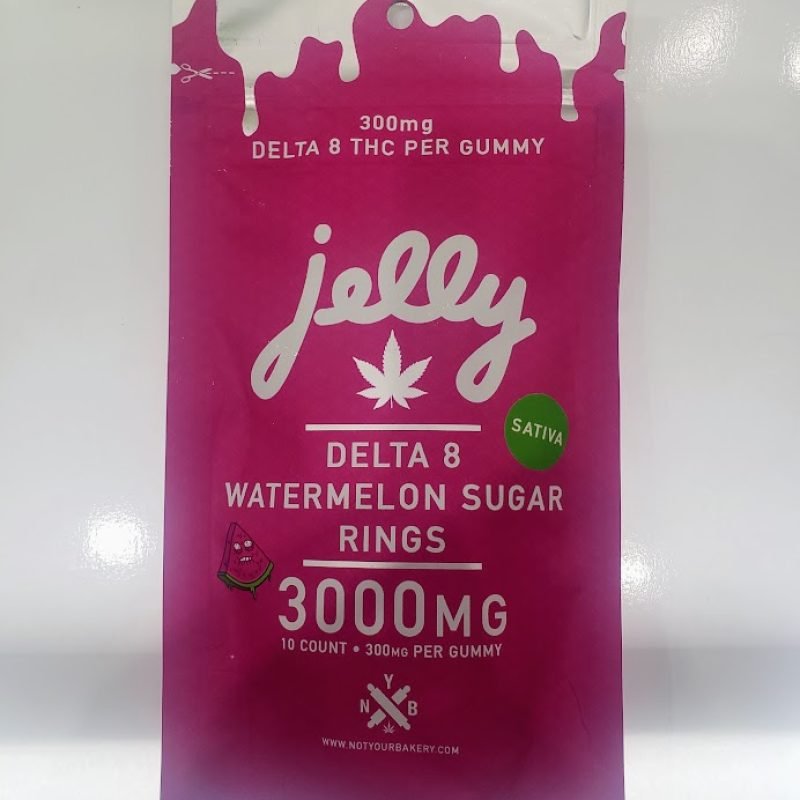 300mg
DELTA 8 THC PER GUMMY
jelly
SATIVA
DELTA 8
WATERMELON SUGAR
RINGS
3000MG
10 COUNT • 300MG PER GUMMY
Y
N B
WWW.NOTYOURBAKERY.COM